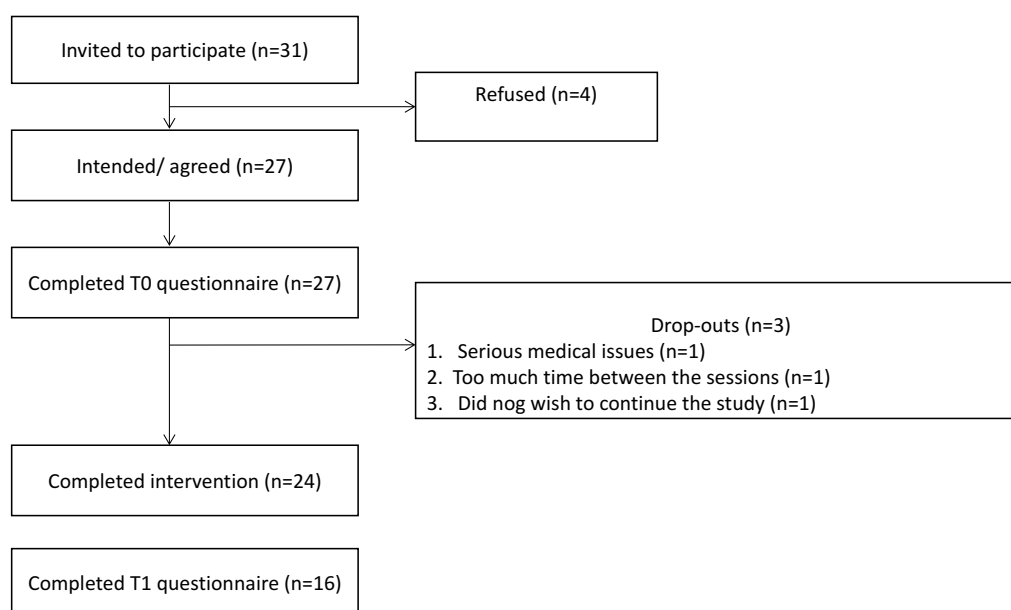 Invited to participate (n=31)
Refused (n=4)
Intended/ agreed (n=27)
Completed T0 questionnaire (n=27)
Drop-outs (n=3)
1. Serious medical issues (n=1)
2. Too much time between the sessions (n=1)
3. Did nog wish to continue the study (n=1)
Completed intervention (n=24)
Completed T1 questionnaire (n=16)